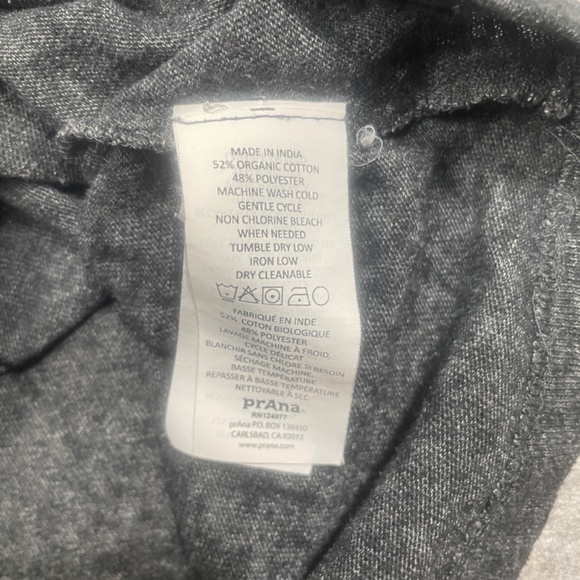 MADE IN INDIA
52% ORGANIC COTTON
48% POLYESTER
MACHINE WASH COLD
GENTLE CYCLE
NON CHLORINE BLEACH
WHEN NEEDED
TUMBLE DRY LOW
IRON LOW
DRY CLEANABLE
FABRIQUÉ EN INDE
52% COTON BIOLOGIQUE
48% POLYESTER
LAVAGE MACHINE À FROID,
CYCLE DÉLICAT
BLANCHIR SANS CHLORE SI BESOIN
SÉCHAGE MACHINE,
BASSE TEMPÉRATURE
REPASSER À BASSE TEMPÉRATURE
NETTOYABLE À SEC
prAna
RN124977
prAna P.O. BOX 130430
CARLSBAD, CA 92013
www.prana.com